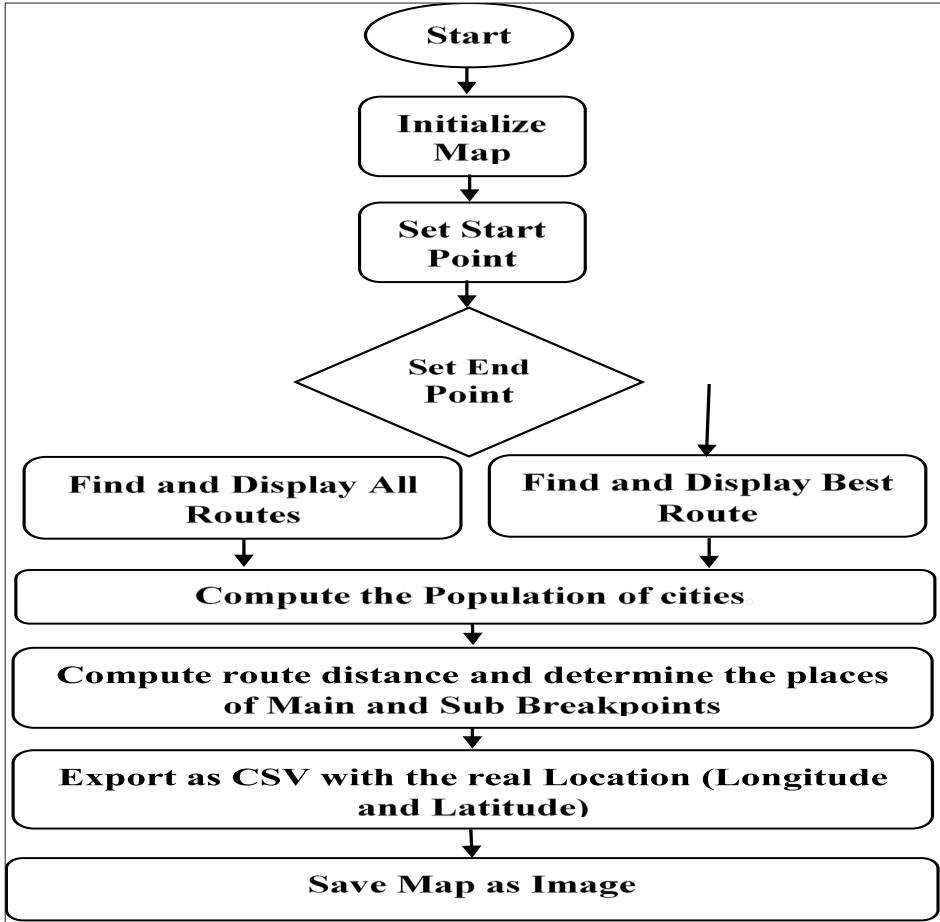 Start
Initialize
Map
Set Start
Point
Set End
Point
Find and Display All
Routes
Find and Display Best
Route
Compute the Population of cities
Compute route distance and determine the places
of Main and Sub Breakpoints
Export as CSV with the real Location (Longitude
and Latitude)
Save Map as Image